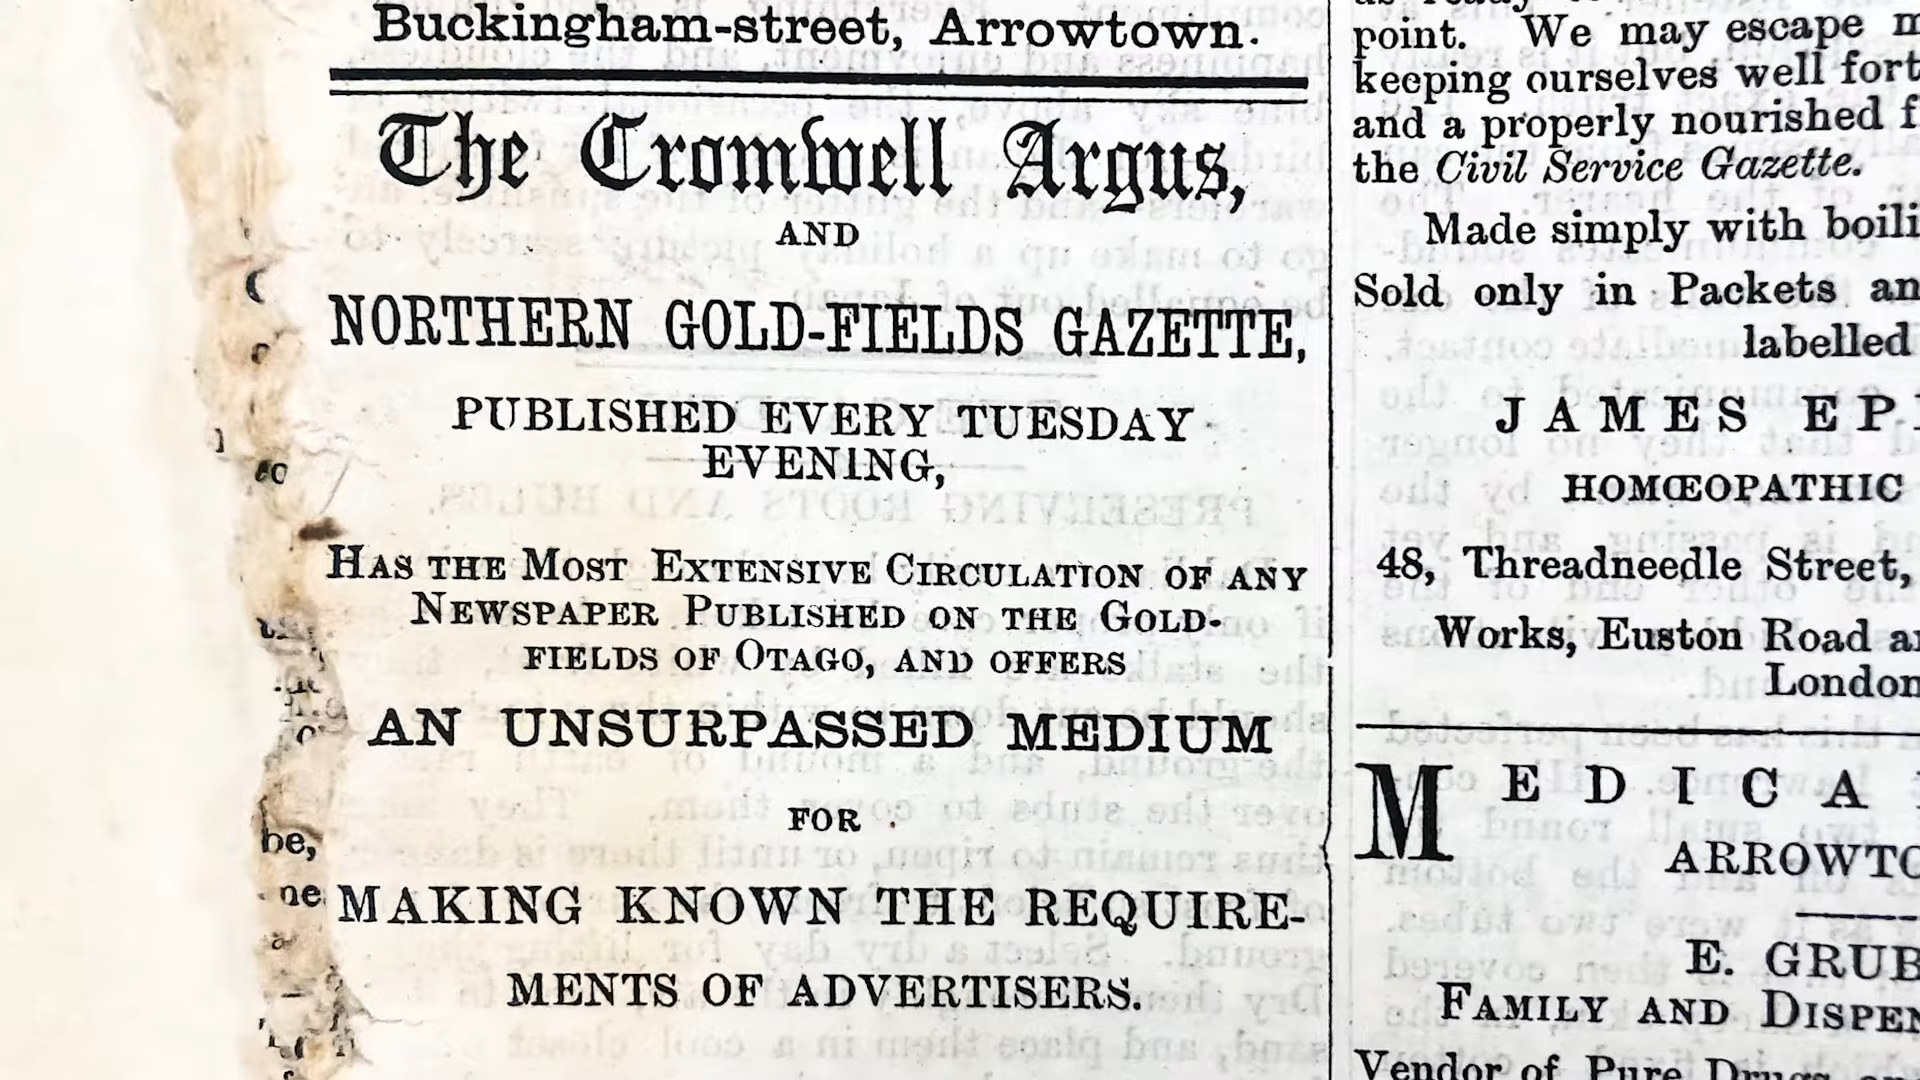 Buckingham-street, Arrowtown.
The Cromwell Argus,
AND
NORTHERN GOLD-FIELDS GAZETTE,
PUBLISHED EVERY TUESDAY
EVENING,
HAS THE MOST EXTENSIVE CIRCULATION OF ANY
NEWSPAPER PUBLISHED ON THE GOLD-
FIELDS OF OTAGO, AND OFFERS
AN UNSURPASSED MEDIUM
FOR
MAKING KNOWN THE REQUIRE-
MENTS OF ADVERTISERS.
be,
ne
point. We may escape
keeping ourselves well fort
and a properly nourished f
the Civil Service Gazette.
Made simply with boili
Sold only in Packets an
labelled
JAMES EP
HOMŒOPATHIC
48, Threadneedle Street,
Works, Euston Road a
London
MEDICA
ARROWTO
E. GRUB
FAMILY AND DISPEN
Vendor of Pure Drugs